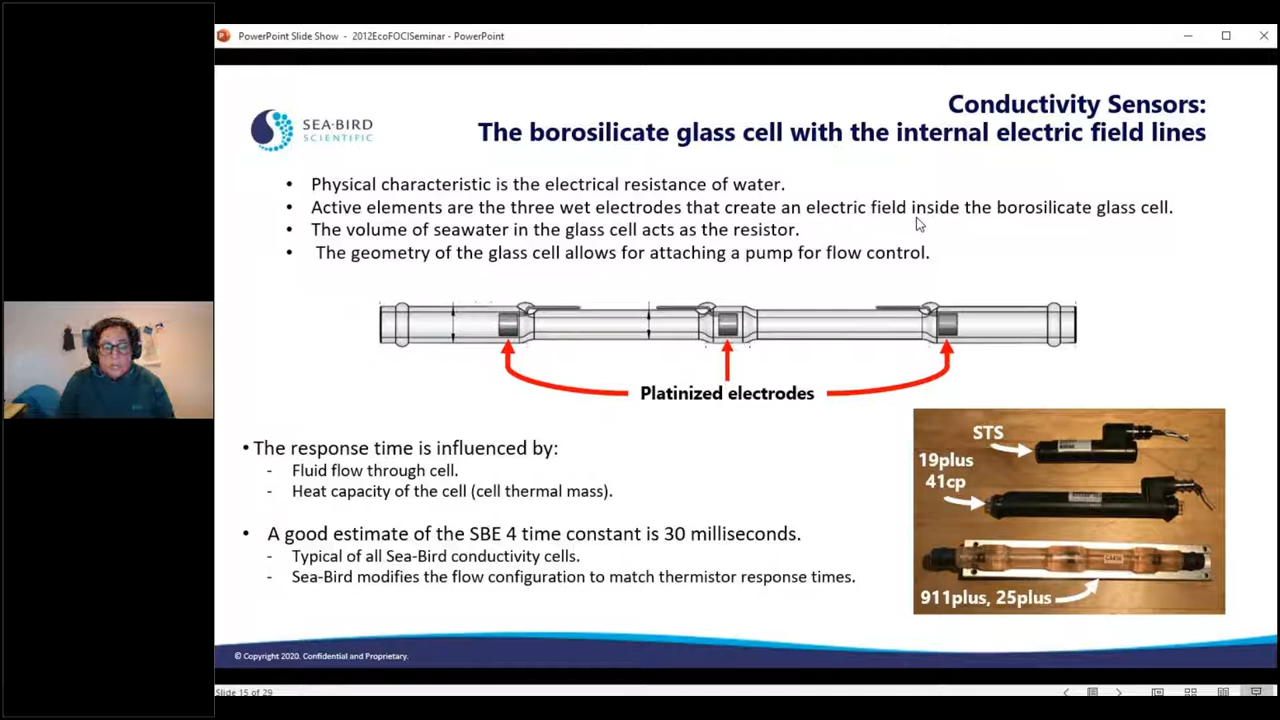 PowerPoint Slide Show - 2012EcoFOCISeminar - PowerPoint
SEA·BIRD
SCIENTIFIC
Conductivity Sensors:
The borosilicate glass cell with the internal electric field lines
• Physical characteristic is the electrical resistance of water.
• Active elements are the three wet electrodes that create an electric field inside the borosilicate glass cell.
• The volume of seawater in the glass cell acts as the resistor.
• The geometry of the glass cell allows for attaching a pump for flow control.
Platinized electrodes
• The response time is influenced by:
- Fluid flow through cell.
- Heat capacity of the cell (cell thermal mass).
• A good estimate of the SBE 4 time constant is 30 milliseconds.
- Typical of all Sea-Bird conductivity cells.
- Sea-Bird modifies the flow configuration to match thermistor response times.
STS
19plus
41cp
911plus, 25plus
© Copyright 2020. Confidential and Proprietary.
Slide 15 of 29